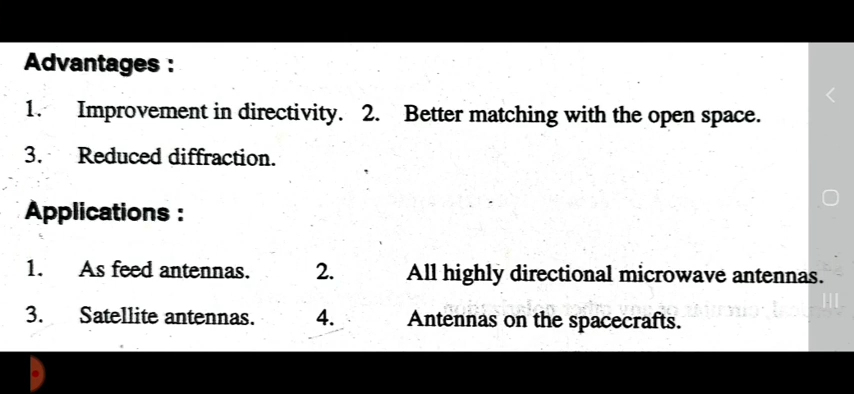 Advantages :
1. Improvement in directivity. 2. Better matching with the open space.
3. Reduced diffraction.
Applications :
1. As feed antennas. 2. All highly directional microwave antennas.
3. Satellite antennas. 4. Antennas on the spacecrafts.